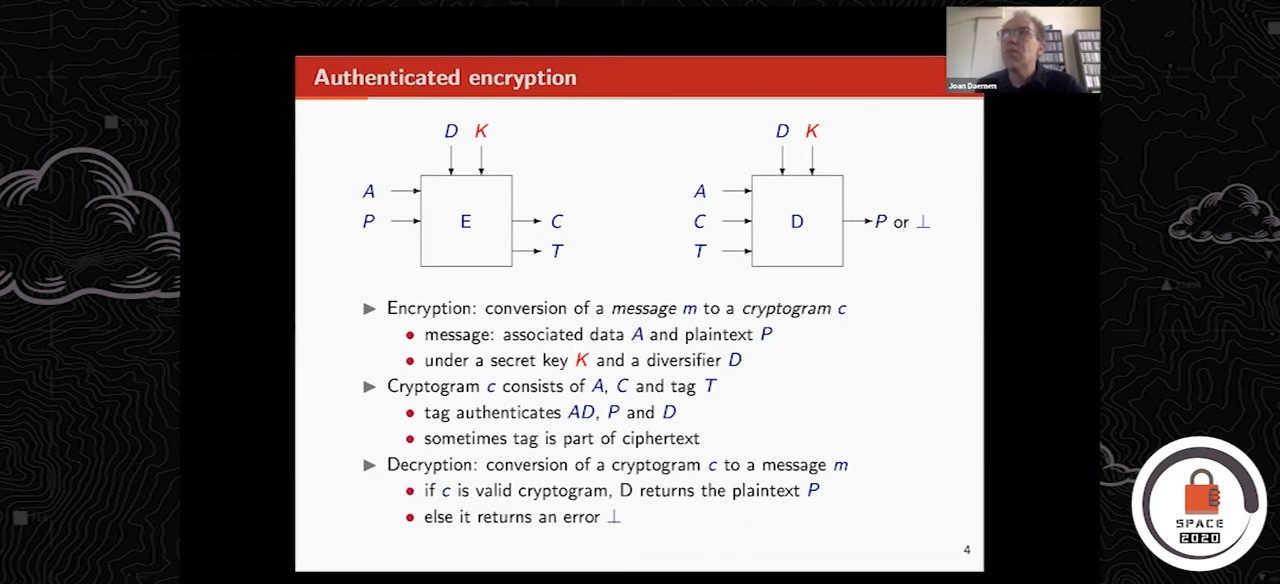 Authenticated encryption
Joan Daemen
D K
A
P
E
C
T
D K
A
C
T
D
P or ⊥
▶ Encryption: conversion of a message m to a cryptogram c
• message: associated data A and plaintext P
• under a secret key K and a diversifier D
▶ Cryptogram c consists of A, C and tag T
• tag authenticates AD, P and D
• sometimes tag is part of ciphertext
▶ Decryption: conversion of a cryptogram c to a message m
• if c is valid cryptogram, D returns the plaintext P
• else it returns an error ⊥
4
SPACE
2020